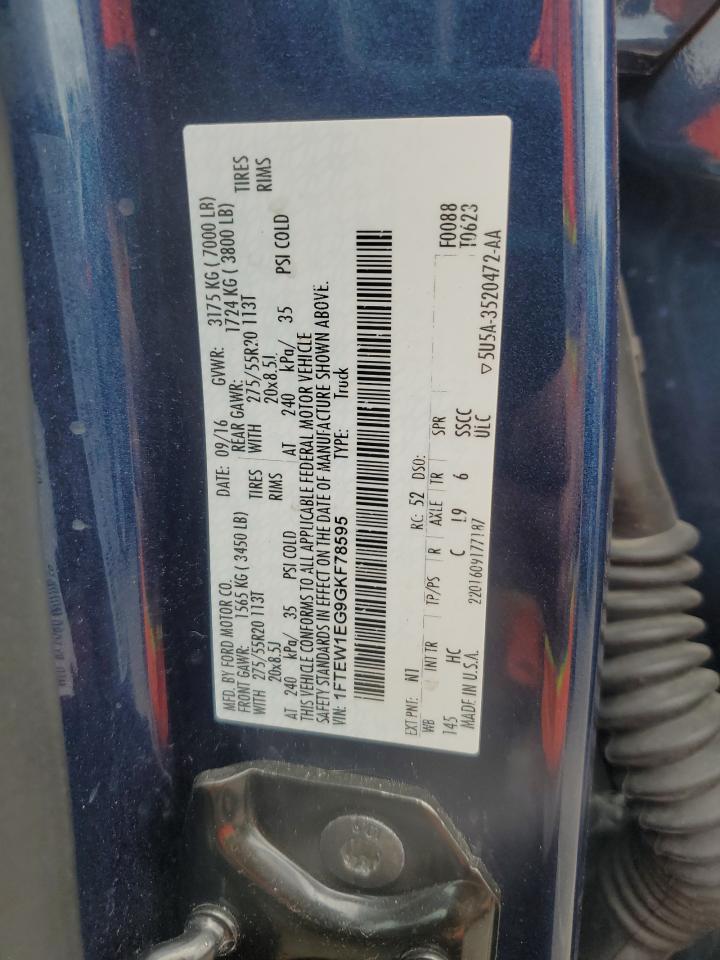 MFD. BY FORD MOTOR CO. DATE: 09/16 GVWR: 3175 KG ( 7000 LB)
FRONT GAWR: 1565 KG ( 3450 LB) REAR GAWR: 1724 KG ( 3800 LB)
WITH 275/55R20 113T TIRES WITH 275/55R20 113T TIRES
20x8.5J RIMS 20x8.5J RIMS
AT 240 kPa/ 35 PSI COLD AT 240 kPa/ 35 PSI COLD
THIS VEHICLE CONFORMS TO ALL APPLICABLE FEDERAL MOTOR VEHICLE
SAFETY STANDARDS IN EFFECT ON THE DATE OF MANUFACTURE SHOWN ABOVE.
VIN: 1FTEW1EG9GKF78595 TYPE: Truck
EXT PNT: N1 RC: 52 DSO: F0088
WB INT TR TP/PS R AXLE TR SPR T0623
145 HC C L9 6 SSCC
MADE IN U.S.A. 2201609177187 UIC ▽5U5A-3520472-AA